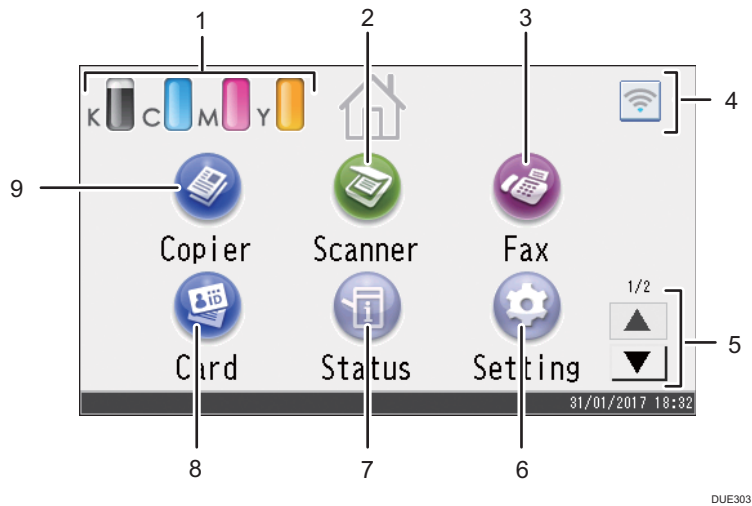 1 2 3
K C M Y 4
9
Copier Scanner Fax
iD i 1/2
5
Card Status Setting
31/01/2017 18:32
8 7 6
DUE303